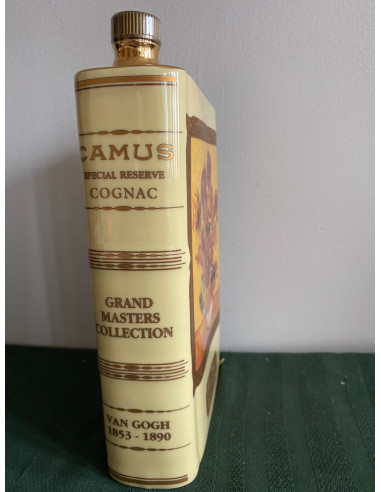 CAMUS
SPECIAL RESERVE
COGNAC
GRAND
MASTERS
COLLECTION
VAN GOGH
1853 - 1890